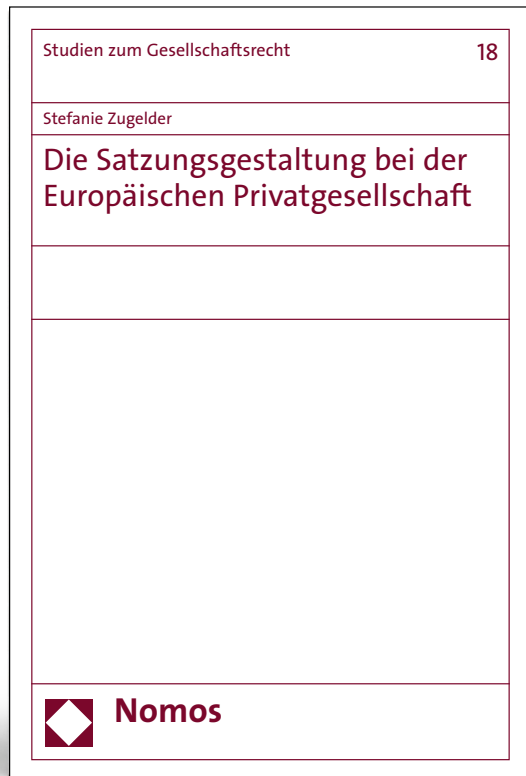 Studien zum Gesellschaftsrecht 18
Stefanie Zugelder
Die Satzungsgestaltung bei der
Europäischen Privatgesellschaft
Nomos